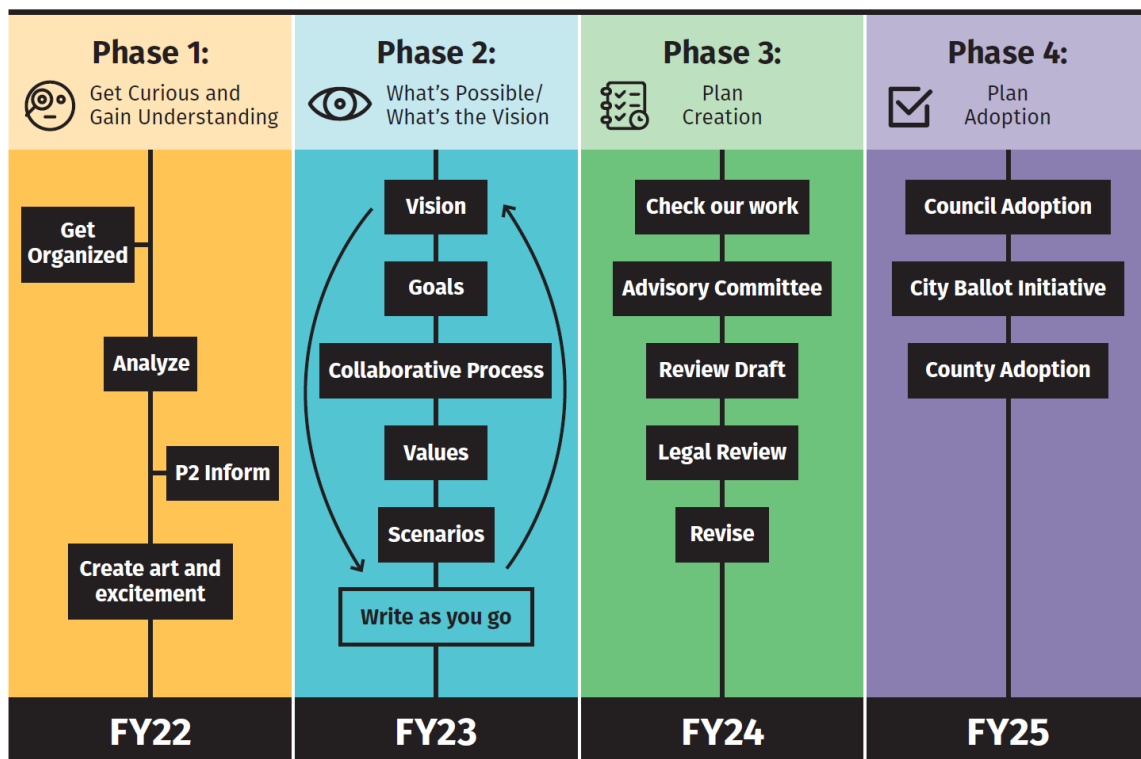 Phase 1:
Get Curious and
Gain Understanding
Get
Organized
Analyze
P2 Inform
Create art and
excitement
FY22
Phase 2:
What's Possible/
What's the Vision
Vision
Goals
Collaborative Process
Values
Scenarios
Write as you go
FY23
Phase 3:
Plan
Creation
Check our work
Advisory Committee
Review Draft
Legal Review
Revise
FY24
Phase 4:
Plan
Adoption
Council Adoption
City Ballot Initiative
County Adoption
FY25